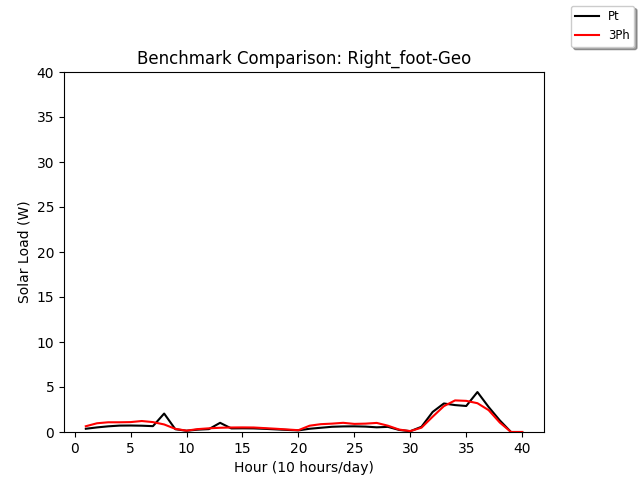 Pt
3Ph
Benchmark Comparison: Right_foot-Geo
40
35
30
25
20
15
10
5
0
Solar Load (W)
0 5 10 15 20 25 30 35 40
Hour (10 hours/day)